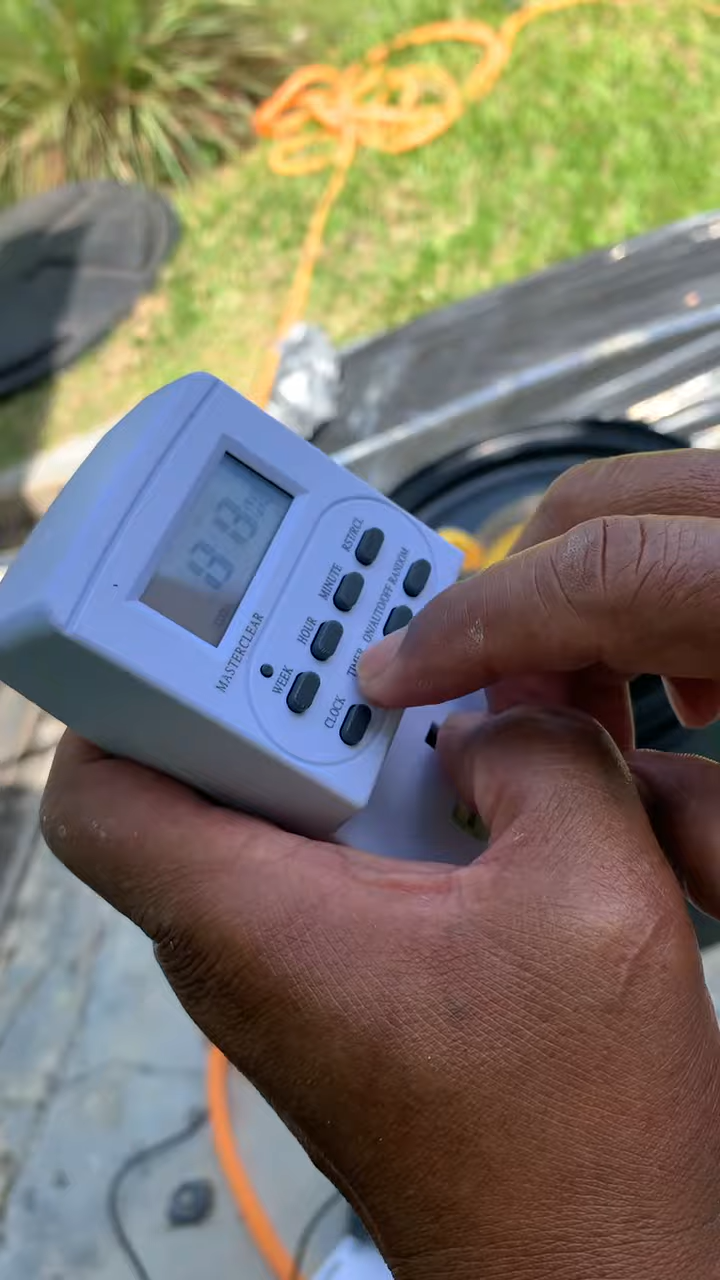 MASTERCLEAR
WEEK
HOUR
MINUTE
RST/RCL
CLOCK
TIMER
ON/AUTO/OFF
RANDOM